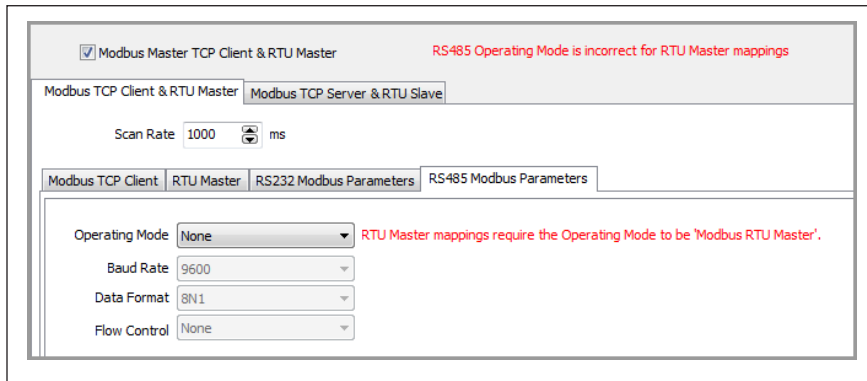 Modbus Master TCP Client & RTU Master RS485 Operating Mode is incorrect for RTU Master mappings
Modbus TCP Client & RTU Master Modbus TCP Server & RTU Slave
Scan Rate 1000 ms
Modbus TCP Client RTU Master RS232 Modbus Parameters RS485 Modbus Parameters
Operating Mode None RTU Master mappings require the Operating Mode to be 'Modbus RTU Master'.
Baud Rate 9600
Data Format 8N1
Flow Control None